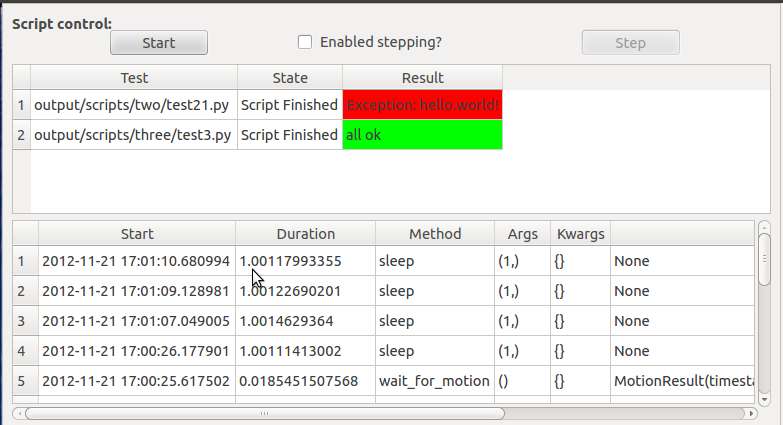 Script control:
Start Enabled stepping? Step
Test State Result
1 output/scripts/two/test21.py Script Finished Exception: hello.world!
2 output/scripts/three/test3.py Script Finished all ok
Start Duration Method Args Kwargs
1 2012-11-21 17:01:10.680994 1.00117993355 sleep (1,) {} None
2 2012-11-21 17:01:09.128981 1.00122690201 sleep (1,) {} None
3 2012-11-21 17:01:07.049005 1.0014629364 sleep (1,) {} None
4 2012-11-21 17:00:26.177901 1.00111413002 sleep (1,) {} None
5 2012-11-21 17:00:25.617502 0.0185451507568 wait_for_motion () {} MotionResult(timesta